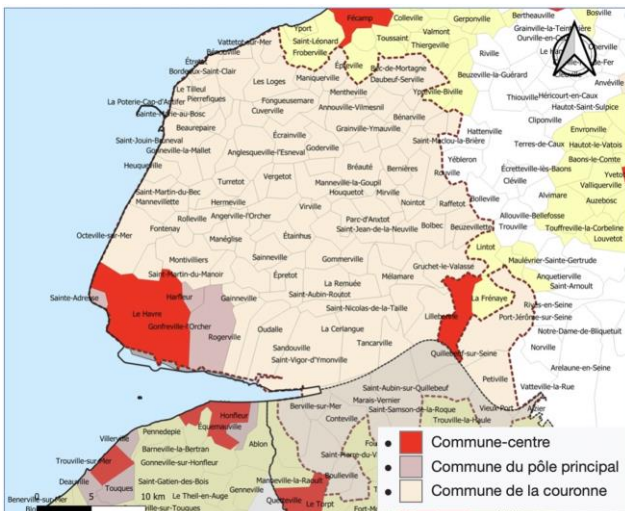 Fécamp
Colleville
Gerponville
Bertheauville
Bosville
Vattetot-sur-Mer
Yport
Saint-Léonard
Toussaint
Valmont
Froberville
Thiergeville
Riville
Bordeaux-Saint-Clair
Épreville
Bec-de-Mortagne
Maniquerville
Daubeuf-Serville
Les Loges
Beuzeville-la-Guérard
Anvéville
Le Tilleul
Mentheville
Ypreville-Biville
Pierrefiques
Fongueusemare
Thiouville
Héricourt-en-Caux
La Poterie-Cap-d'Antifer
Cuverville
Annouville-Vilmesnil
Hautot-Saint-Sulpice
Sainte-Marie-au-Bosc
Bénarville
Cliponville
Beaurepaire
Écrainville
Grainville-Ymauville
Hattenville
Envronville
Saint-Jouin-Bruneval
Goderville
Saint-Maclou-la-Brière
Terres-de-Caux
Hautot-le-Vatois
Gonneville-la-Mallet
Anglesqueville-l'Esneval
Yébleron
Baons-le-Comte
Heuqueville
Bréauté
Bernières
Rouville
Écretteville-lès-Baons
Yvetot
Turretot
Vergetot
Cléville
Valliquerville
Manneville-la-Goupil
Saint-Martin-du-Bec
Houquetot
Mirville
Bolleville
Alvimare
Auzebosc
Mannevillette
Hermeville
Virville
Nointot
Raffetot
Allouville-Bellefosse
Rolleville
Angerville-l'Orcher
Parc-d'Anxtot
Trouville
Touffreville-la-Corbeline
Fontenay
Saint-Jean-de-la-Neuville
Bolbec
Beuzevillette
Octeville-sur-Mer
Manéglise
Étainhus
Louvetot
Lintot
Montivilliers
Sainneville
Gommerville
Gruchet-le-Valasse
Maulévrier-Sainte-Gertrude
Saint-Martin-du-Manoir
Épretot
Mélamare
Anquetierville
La Remuée
Saint-Arnoult
Sainte-Adresse
Harfleur
Gainneville
Saint-Aubin-Routot
La Frénaye
Rives-en-Seine
Le Havre
Saint-Nicolas-de-la-Taille
Lillebonne
Port-Jérôme-sur-Seine
Gonfreville-l'Orcher
Oudalle
La Cerlangue
Notre-Dame-de-Bliquetuit
Rogerville
Tancarville
Sandouville
Norville
Saint-Vigor-d'Ymonville
Quillebeuf-sur-Seine
Arelaune-en-Seine
Saint-Aubin-sur-Quillebeuf
Petiville
Vatteville-la-Rue
Berville-sur-Mer
Marais-Vernier
Honfleur
Saint-Samson-de-la-Roque
Vieux-Port
Aizier
Pennedepie
Équemauville
Conteville
Trouville-la-Haule
Villerville
Barneville-la-Bertran
Ablon
Trouville-sur-Mer
Gonneville-sur-Honfleur
Boulleville
Deauville
Saint-Gatien-des-Bois
Manneville-la-Raoult
Touques
Genneville
Benerville-sur-Mer
Le Theil-en-Auge
Quetteville
Le Torpt
0 5 10 km
• Commune-centre
• Commune du pôle principal
• Commune de la couronne